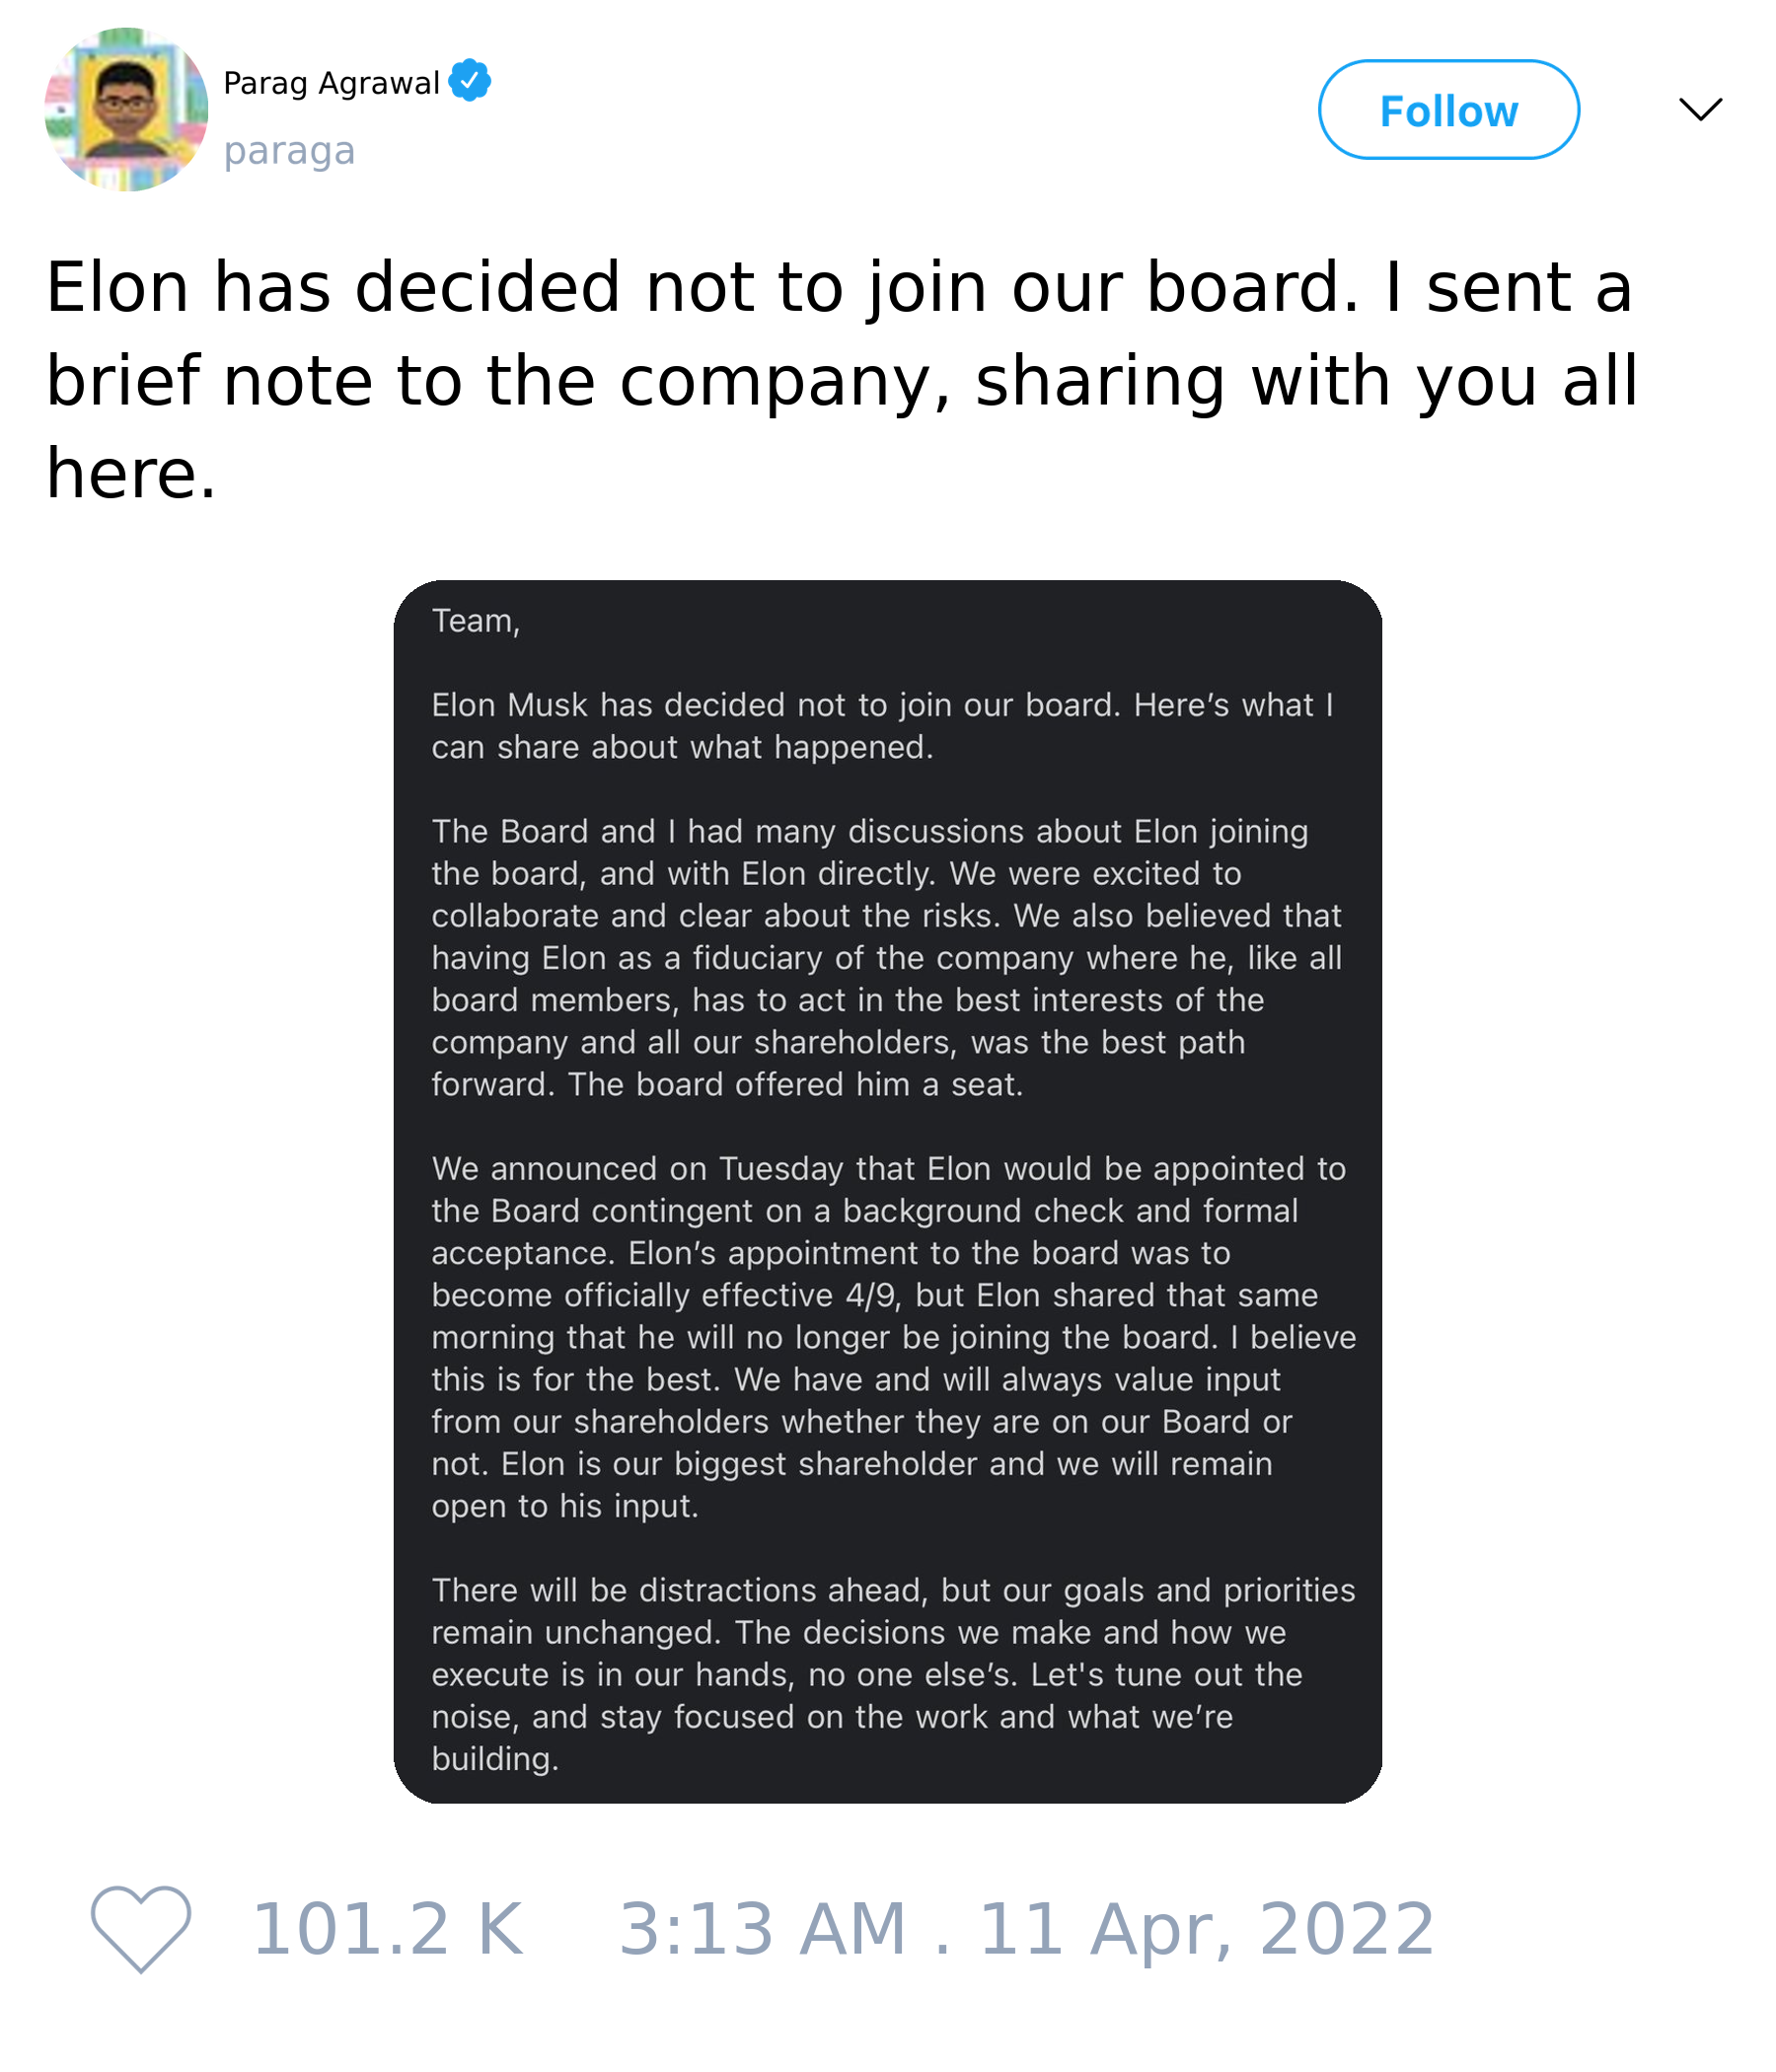 Parag Agrawal
paraga
Follow
Elon has decided not to join our board. I sent a
brief note to the company, sharing with you all
here.
Team,
Elon Musk has decided not to join our board. Here’s what I
can share about what happened.
The Board and I had many discussions about Elon joining
the board, and with Elon directly. We were excited to
collaborate and clear about the risks. We also believed that
having Elon as a fiduciary of the company where he, like all
board members, has to act in the best interests of the
company and all our shareholders, was the best path
forward. The board offered him a seat.
We announced on Tuesday that Elon would be appointed to
the Board contingent on a background check and formal
acceptance. Elon’s appointment to the board was to
become officially effective 4/9, but Elon shared that same
morning that he will no longer be joining the board. I believe
this is for the best. We have and will always value input
from our shareholders whether they are on our Board or
not. Elon is our biggest shareholder and we will remain
open to his input.
There will be distractions ahead, but our goals and priorities
remain unchanged. The decisions we make and how we
execute is in our hands, no one else’s. Let's tune out the
noise, and stay focused on the work and what we’re
building.
101.2 K 3:13 AM . 11 Apr, 2022